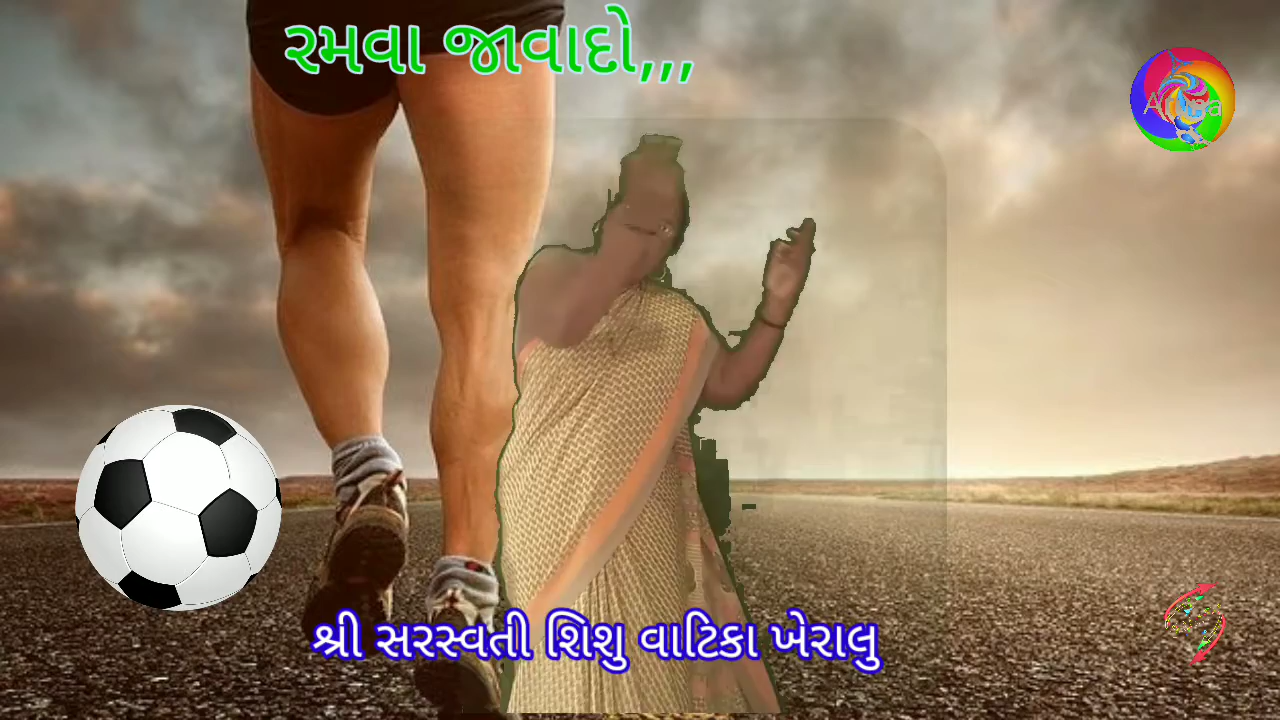 રમવા જાવાદો,,,
શ્રી સરસ્વતી શિશુ વાટિકા ખેરાલુ